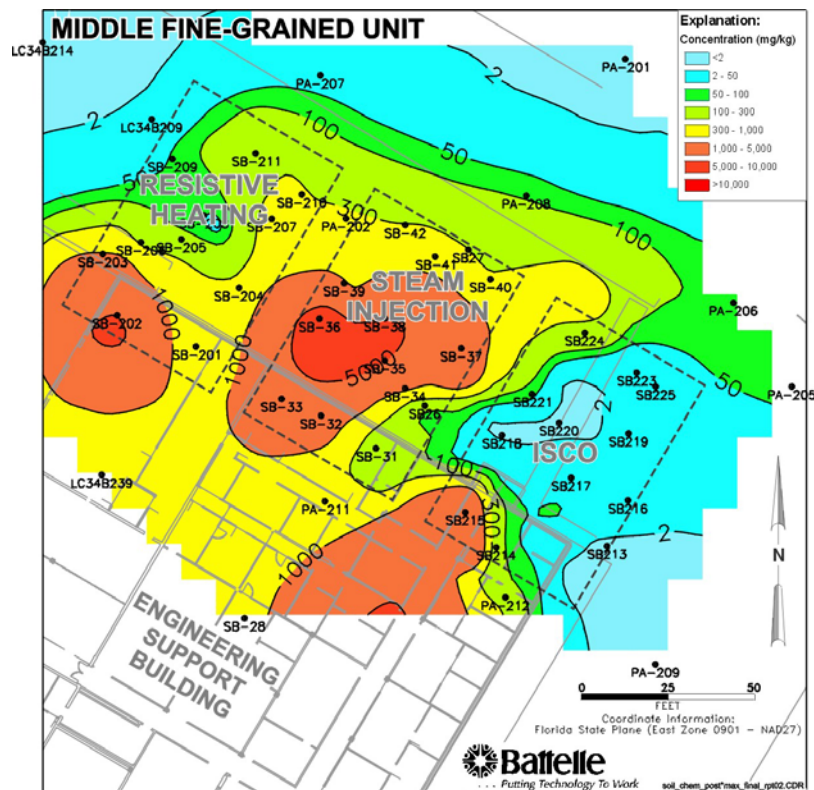 MIDDLE FINE-GRAINED UNIT
Explanation:
Concentration (mg/kg)
<2
2 - 50
50 - 100
100 - 300
300 - 1,000
1,000 - 5,000
5,000 - 10,000
>10,000
LC34B214
PA-201
2
PA-207
2
LC34B209
100
50
SB-211
SB-209
50
RESISTIVE
HEATING
SB-210
PA-208
300
SB-207
PA-202
SB-42
100
SB-205
SB27
SB-203
SB-41
STEAM
INJECTION
SB-40
SB-39
SB-204
PA-206
SB-202
1000
SB-36
SB-38
SB224
SB-201
1000
SB-37
5000
SB-35
SB223
50
SB225
PA-205
SB-34
SB221
SB-33
SB26
2
SB-32
SB220
SB218
SB219
SB-31
ISCO
100
LC34B239
SB217
PA-211
300
SB215
SB216
1000
SB214
SB213
2
N
PA-212
ENGINEERING
SUPPORT
BUILDING
SB-28
PA-209
0 25 50
FEET
Coordinate Information:
Florida State Plane (East Zone 0901 - NAD27)
Battelle
. . . Putting Technology To Work
soil_chem_post*max_final_rpt02.CDR